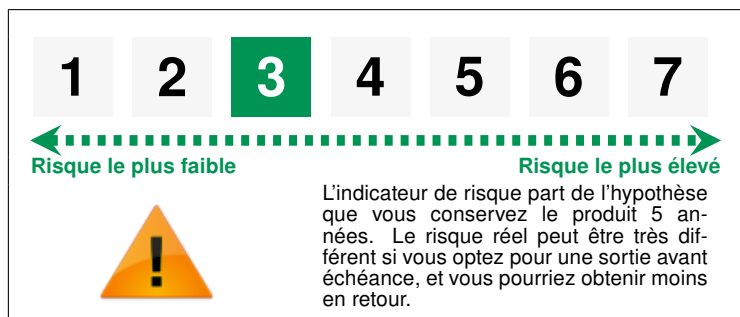 1 2 3 4 5 6 7
Risque le plus faible Risque le plus élevé
L'indicateur de risque part de l'hypothèse
que vous conservez le produit 5 an-
nées. Le risque réel peut être très dif-
férent si vous optez pour une sortie avant
échéance, et vous pourriez obtenir moins
en retour.